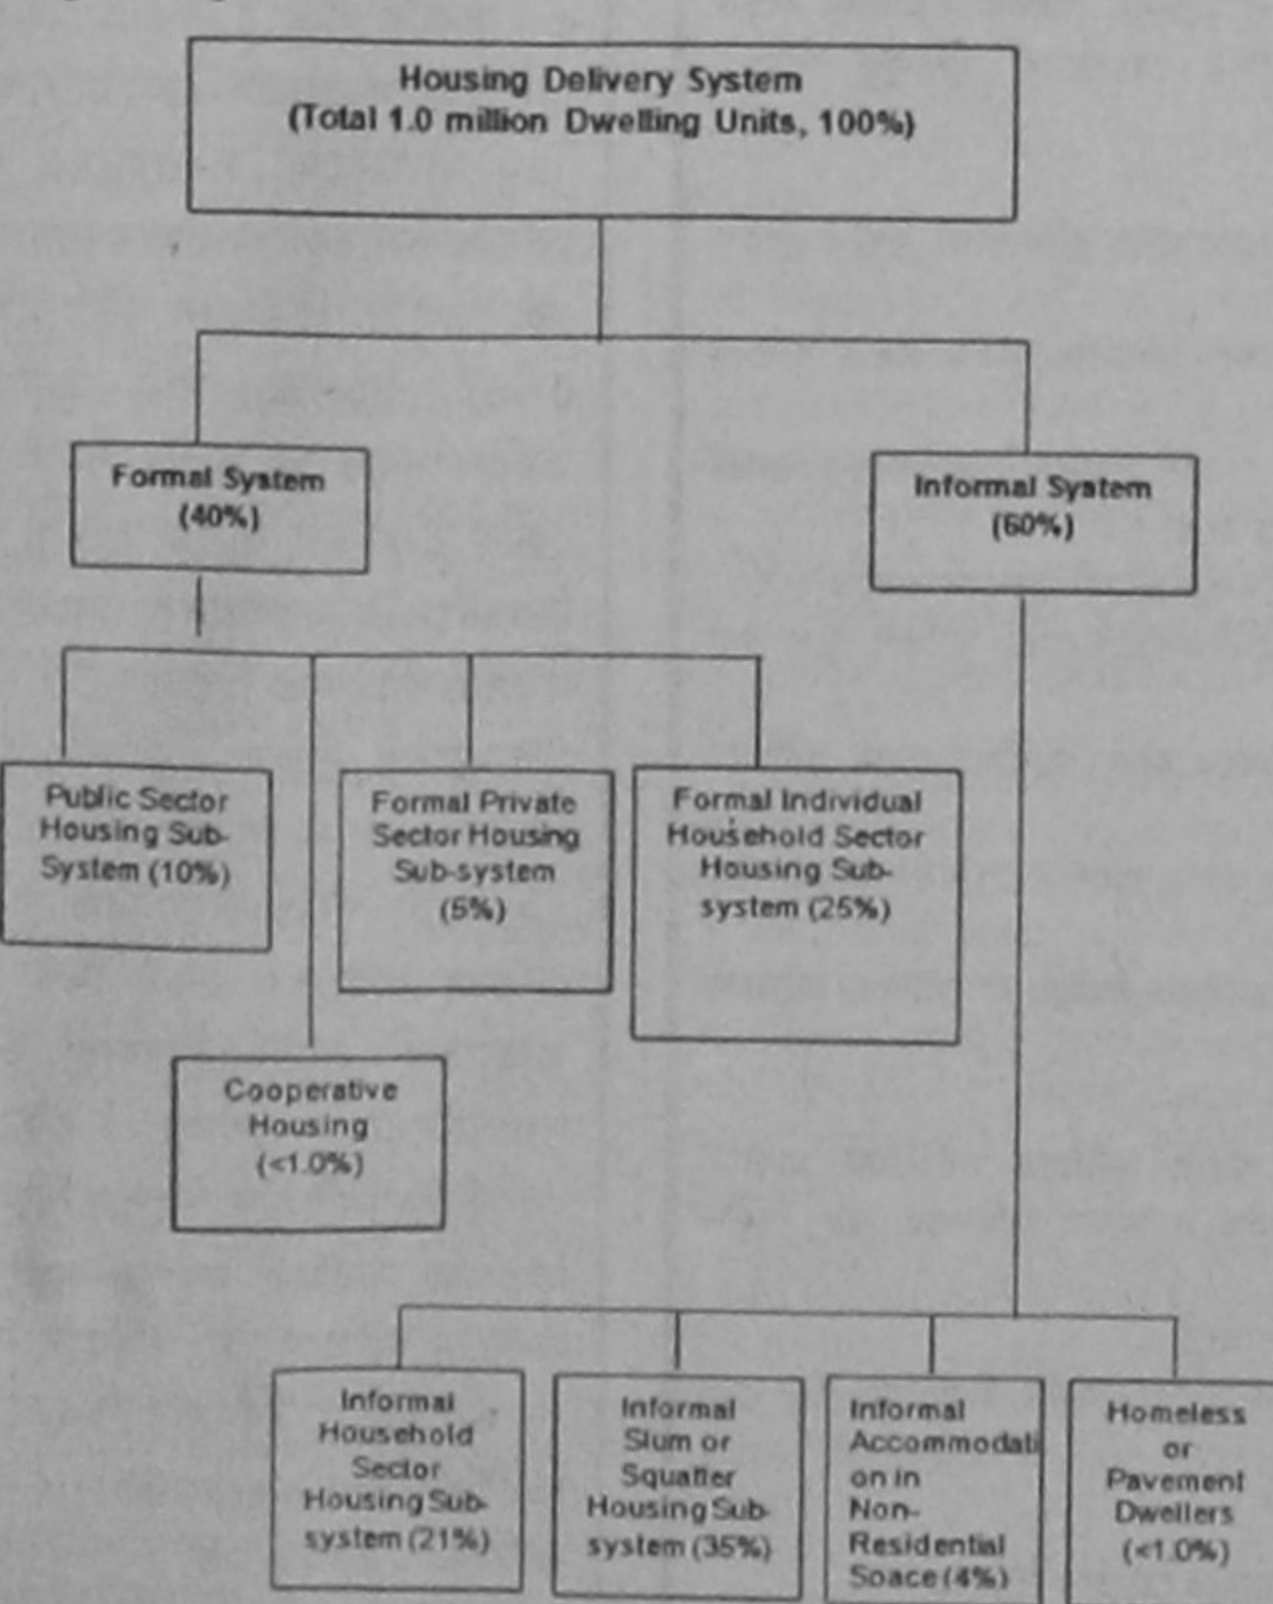 Housing Delivery System
(Total 1.0 million Dwelling Units, 100%)
Formal System
(40%)
Informal System
(60%)
Public Sector
Housing Sub-
System (10%)
Formal Private
Sector Housing
Sub-system
(5%)
Formal Individual
Household Sector
Housing Sub-
system (25%)
Cooperative
Housing
(<1.0%)
Informal
Household
Sector
Housing Sub-
system (21%)
Informal
Slum or
Squatter
Housing Sub-
system (35%)
Informal
Accommodati
on in
Non-
Residential
Space (4%)
Homeless
or
Pavement
Dwellers
(<1.0%)